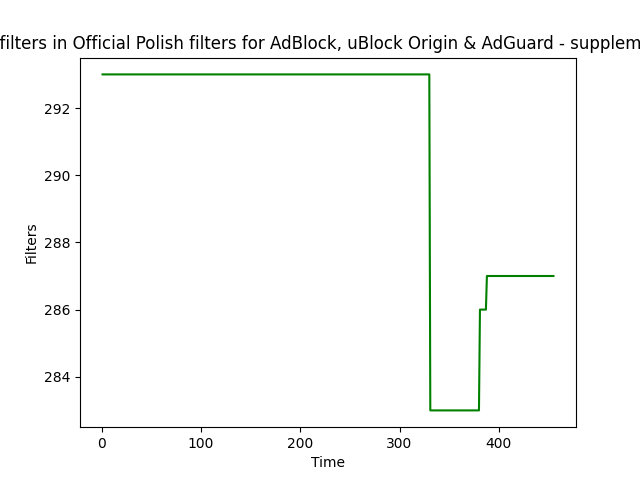 filters in Official Polish filters for AdBlock, uBlock Origin & AdGuard - supplem
292
290
288
286
284
Filters
0 100 200 300 400
Time